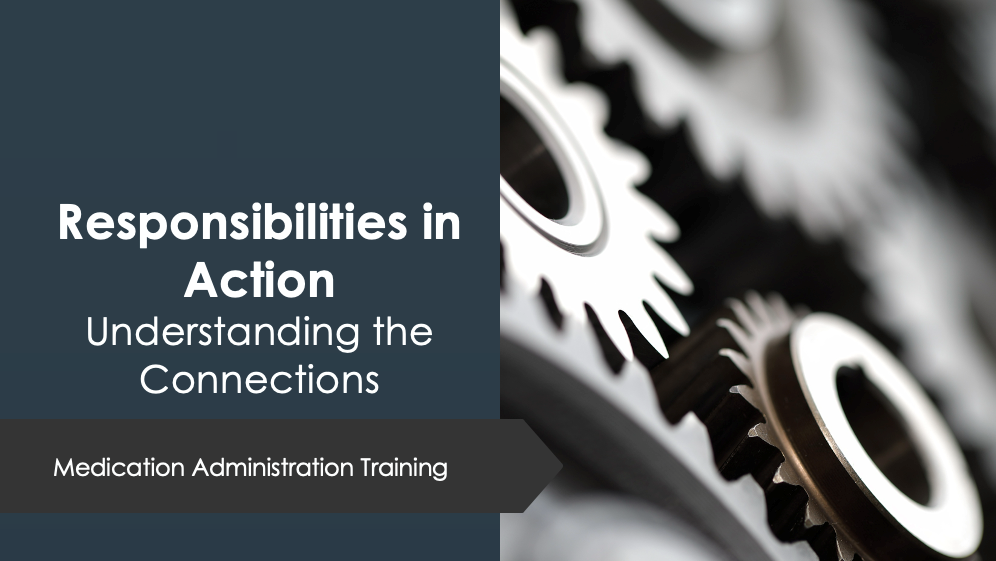 Responsibilities in
Action
Understanding the
Connections
Medication Administration Training